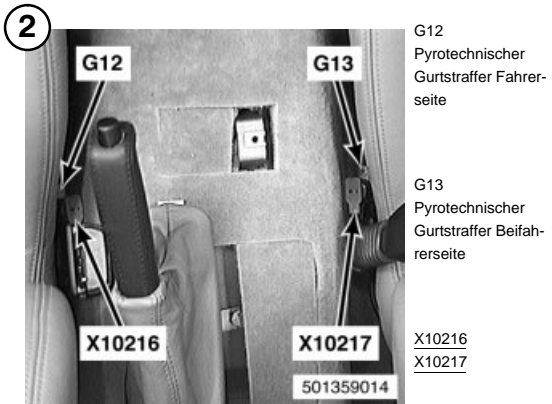 2
G12
G13
X10216
X10217
501359014
G12
Pyrotechnischer
Gurtstraffer Fahrer-
seite
G13
Pyrotechnischer
Gurtstraffer Beifah-
rerseite
X10216
X10217